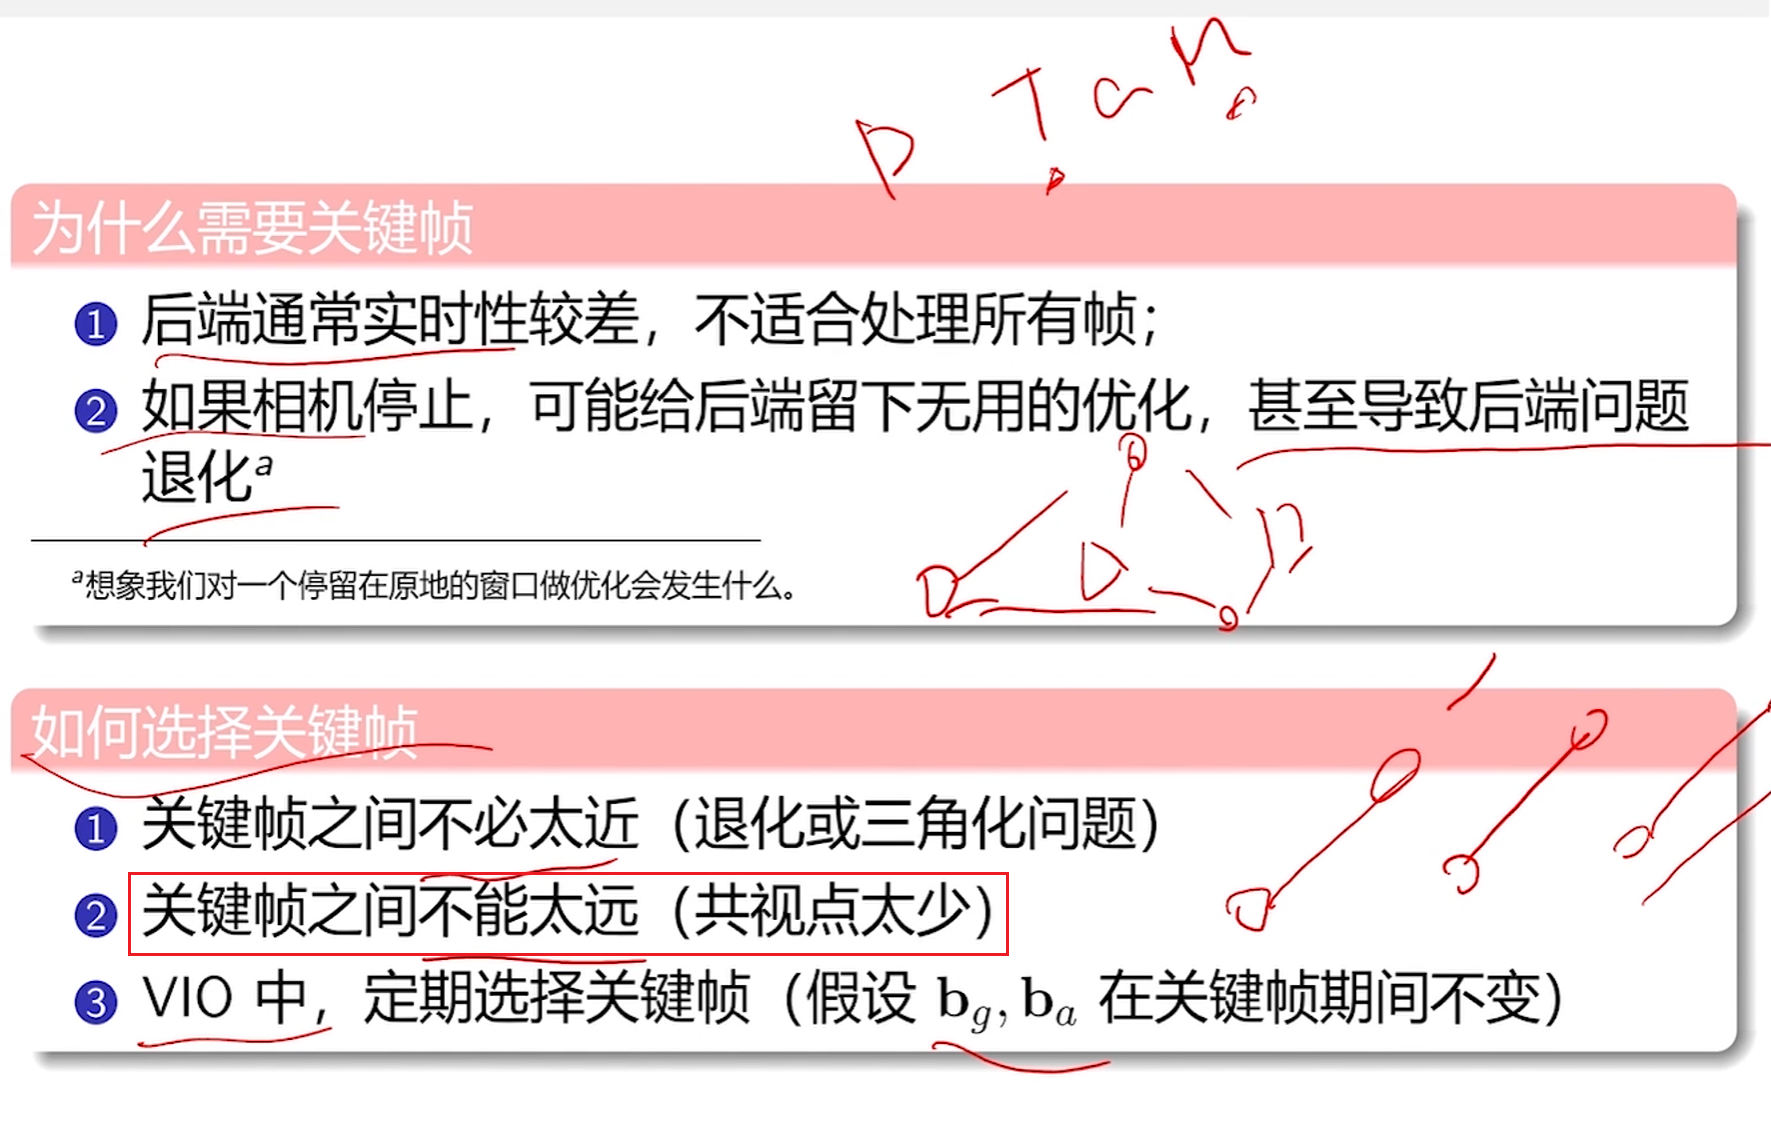 为什么需要关键帧
1 后端通常实时性较差，不适合处理所有帧；
2 如果相机停止，可能给后端留下无用的优化，甚至导致后端问题
退化a
a想象我们对一个停留在原地的窗口做优化会发生什么。
如何选择关键帧
1 关键帧之间不必太近（退化或三角化问题）
2 关键帧之间不能太远（共视点太少）
3 VIO 中，定期选择关键帧（假设 bg, ba 在关键帧期间不变）